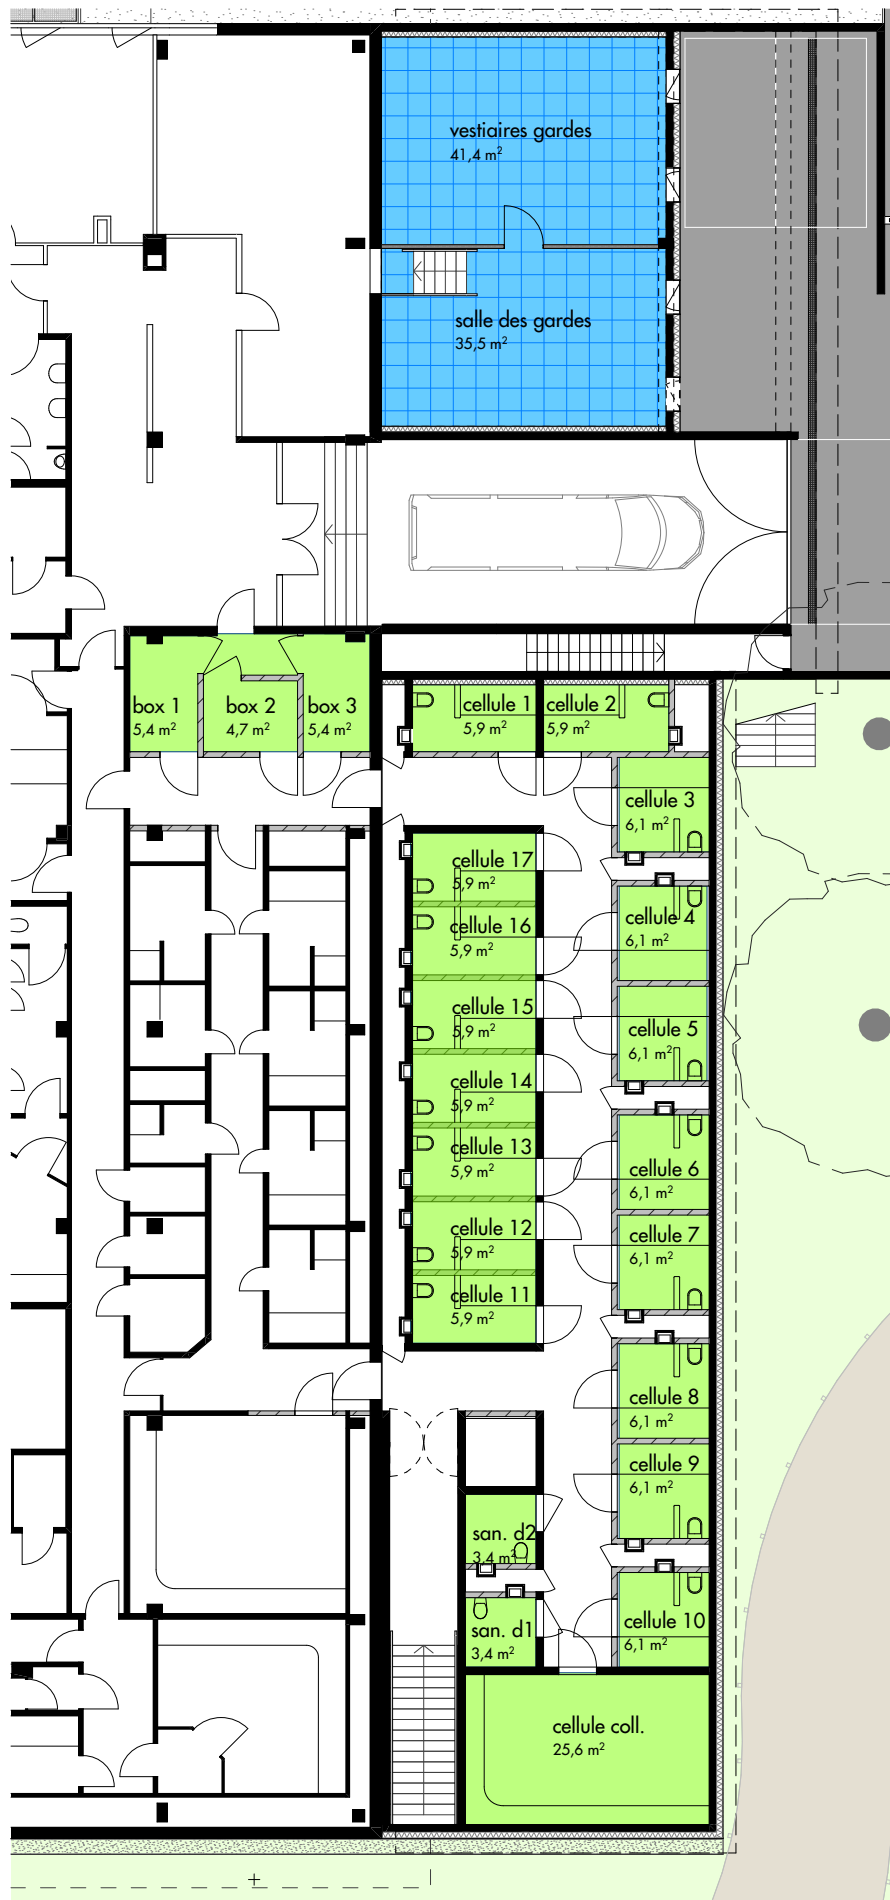 vestiaires gardes
41,4 m²
salle des gardes
35,5 m²
box 1
5,4 m²
box 2
4,7 m²
box 3
5,4 m²
cellule 1
5,9 m²
cellule 2
5,9 m²
cellule 3
6,1 m²
cellule 17
5,9 m²
cellule 4
6,1 m²
cellule 16
5,9 m²
cellule 15
5,9 m²
cellule 5
6,1 m²
cellule 14
5,9 m²
cellule 13
5,9 m²
cellule 6
6,1 m²
cellule 12
5,9 m²
cellule 7
6,1 m²
cellule 11
5,9 m²
cellule 8
6,1 m²
cellule 9
6,1 m²
san. d2
3,4 m²
san. d1
3,4 m²
cellule 10
6,1 m²
cellule coll.
25,6 m²